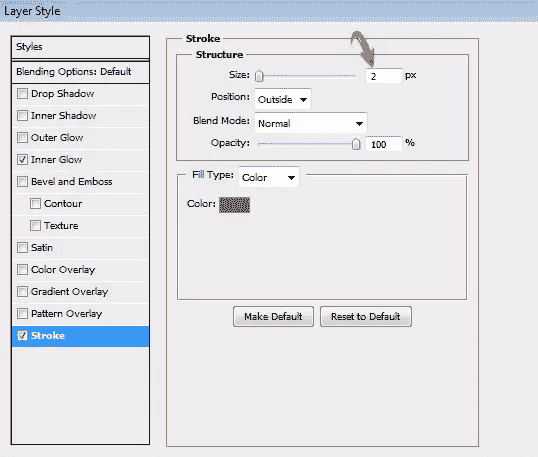 Layer Style
Styles
Blending Options: Default
Drop Shadow
Inner Shadow
Outer Glow
Inner Glow
Bevel and Emboss
Contour
Texture
Satin
Color Overlay
Gradient Overlay
Pattern Overlay
Stroke
Stroke
Structure
Size: 2 px
Position: Outside
Blend Mode: Normal
Opacity: 100 %
Fill Type: Color
Color:
Make Default Reset to Default